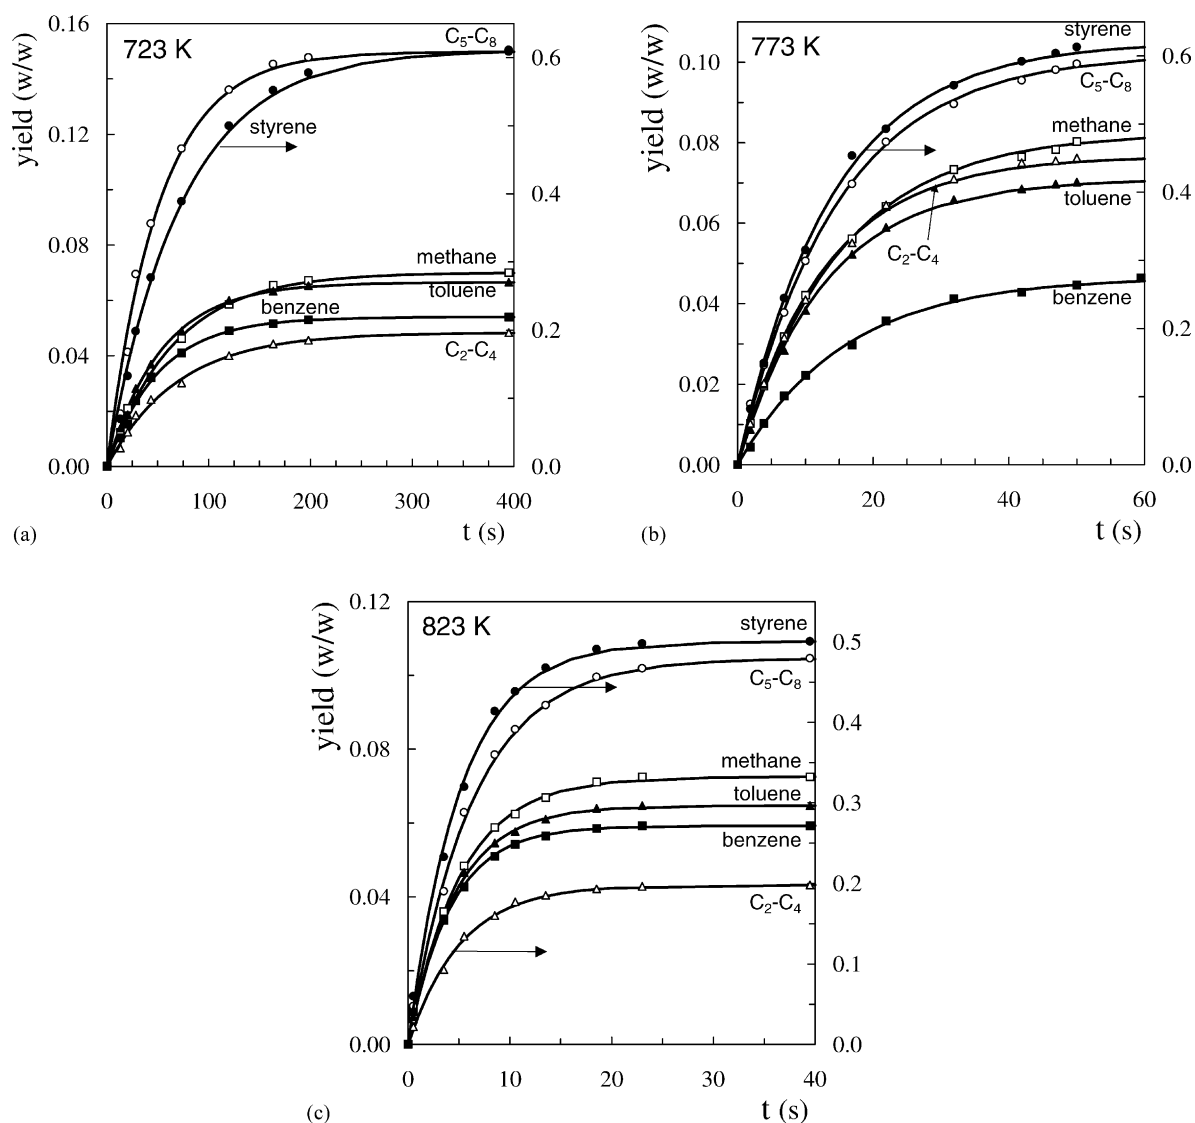 723 K
yield (w/w)
0.16
0.12
0.08
0.04
0.00
0.6
0.4
0.2
0.0
C5-C8
styrene
methane
toluene
benzene
C2-C4
0 100 200 300 400
t (s)
(a)
773 K
yield (w/w)
0.10
0.08
0.06
0.04
0.02
0.00
0.6
0.4
0.2
0.0
styrene
C5-C8
methane
toluene
C2-C4
benzene
0 20 40 60
t (s)
(b)
823 K
yield (w/w)
0.12
0.08
0.04
0.00
0.5
0.4
0.3
0.2
0.1
0.0
styrene
C5-C8
methane
toluene
benzene
C2-C4
0 10 20 30 40
t (s)
(c)